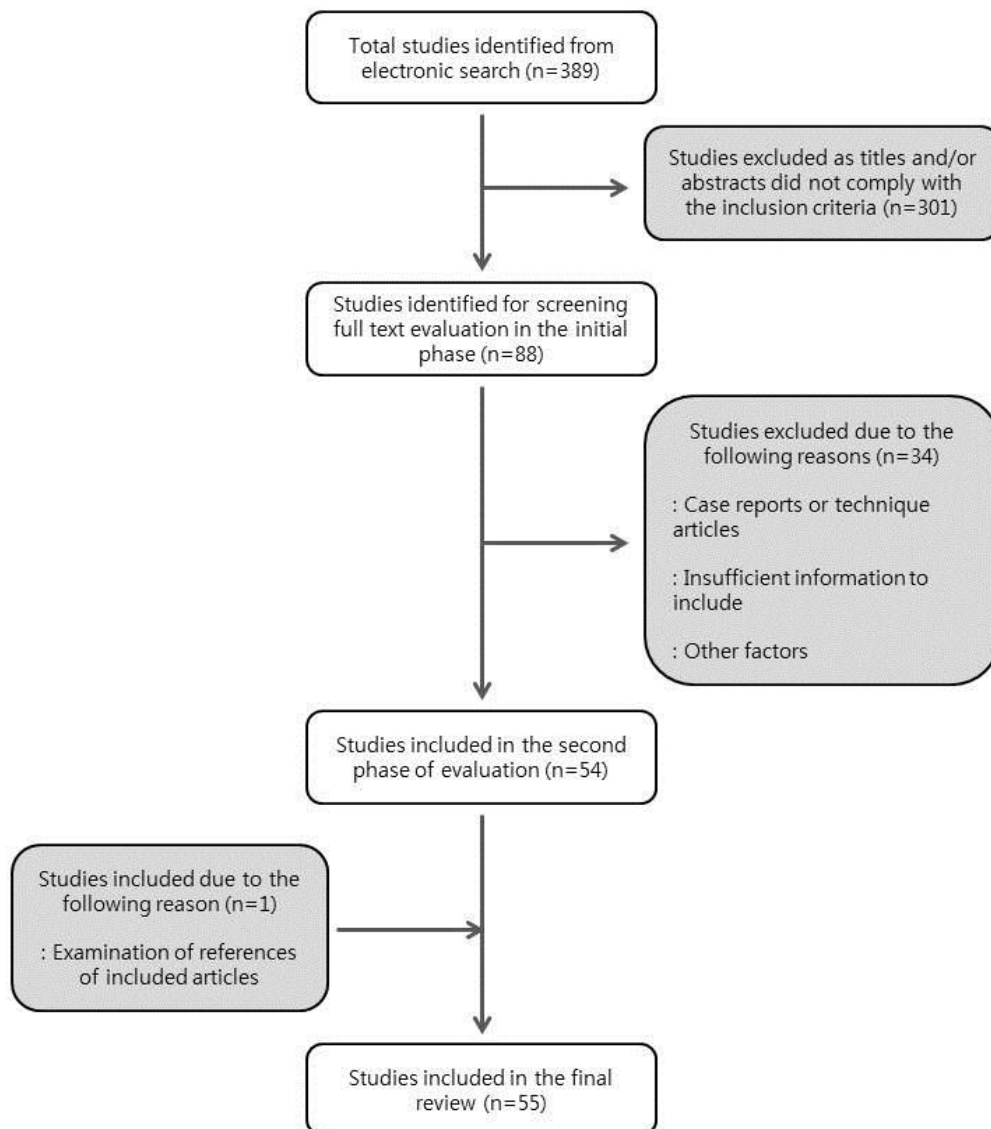 Total studies identified from
electronic search (n=389)
Studies excluded as titles and/or
abstracts did not comply with
the inclusion criteria (n=301)
Studies identified for screening
full text evaluation in the initial
phase (n=88)
Studies excluded due to the
following reasons (n=34)
: Case reports or technique
articles
: Insufficient information to
include
: Other factors
Studies included in the second
phase of evaluation (n=54)
Studies included due to the
following reason (n=1)
: Examination of references
of included articles
Studies included in the final
review (n=55)